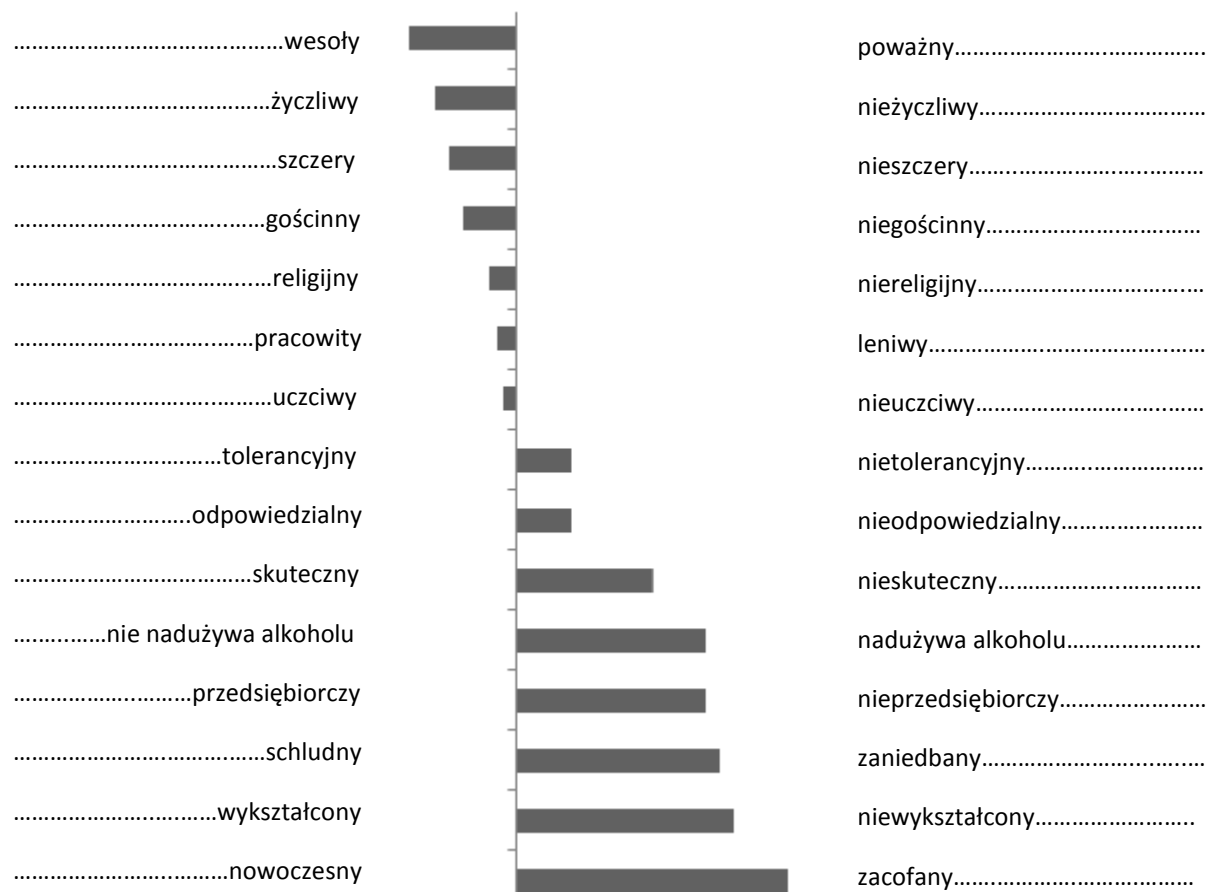 …………………………….……………wesoły poważny…………………….…………….
…………………………………życzliwy nieżyczliwy…….………………………
………………………….………szczery nieszczery……..……………..………
…………………………..……gościnny niegościnny……………….…………
……………………………...…religijny niereligijny…………………………..…
…………….…………..……pracowity leniwy……………………………..……
………………………..………uczciwy nieuczciwy…………………..…..……
…………………………tolerancyjny nietolerancyjny………..……………
……………………..odpowiedzialny nieodpowiedzialny…………..………
………………………………skuteczny nieskuteczny………………..…………
….…..……nie nadużywa alkoholu nadużywa alkoholu…………….……
……………..………przedsiębiorczy nieprzedsiębiorczy………………
………………….……..……schludny zaniedbany…………………….…..…
…………………..….……wykształcony niewykształcony…….……………..
…………………..………nowoczesny zacofany…………….………………